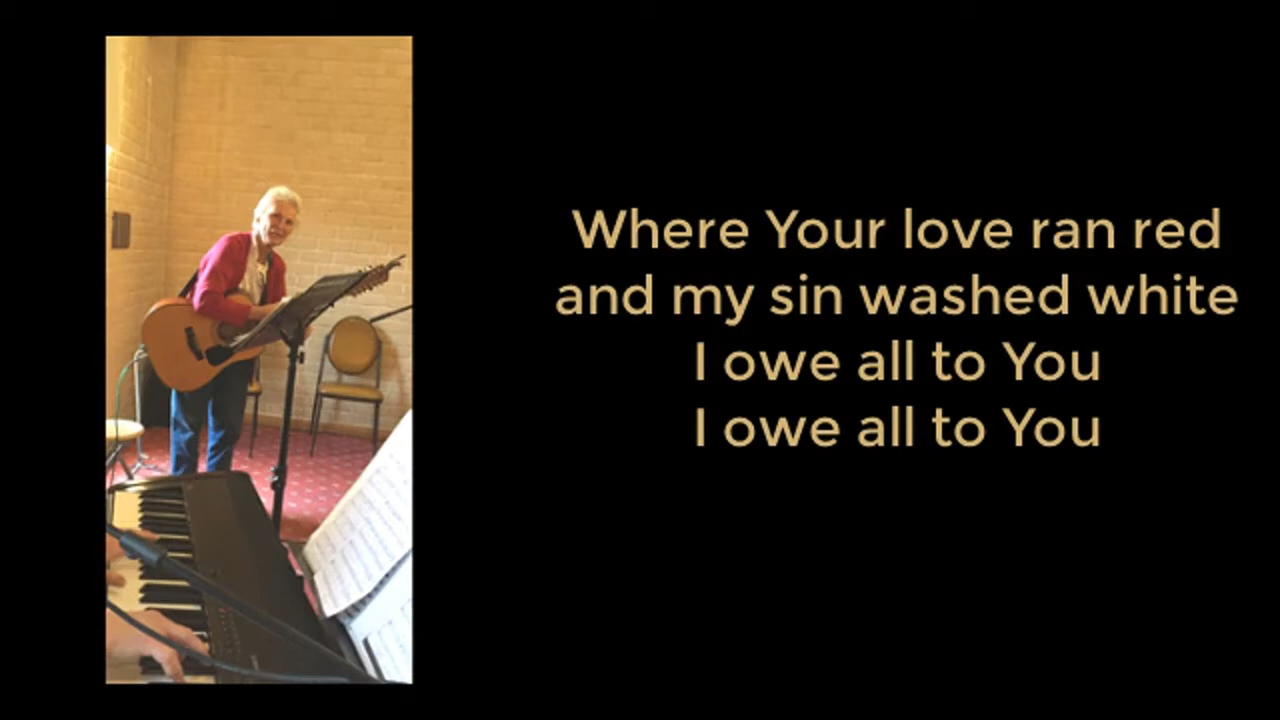 Where Your love ran red
and my sin washed white
I owe all to You
I owe all to You